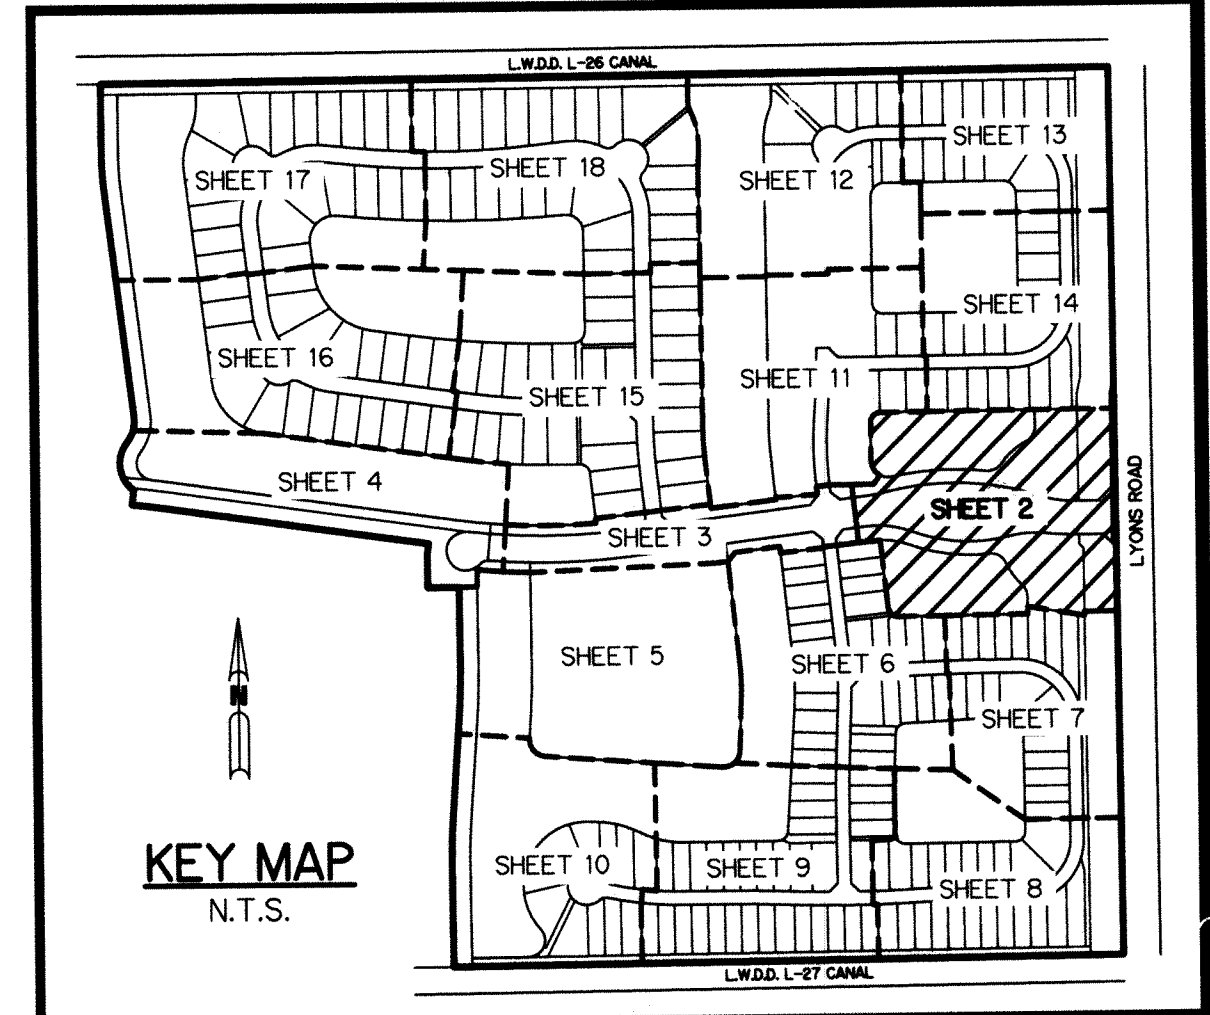 L.W.D.D. L-26 CANAL
SHEET 13
SHEET 18
SHEET 17
SHEET 12
SHEET 14
SHEET 16
SHEET 11
SHEET 15
SHEET 4
SHEET 2
LYONS ROAD
SHEET 3
SHEET 5
SHEET 6
N
SHEET 7
KEY MAP
SHEET 10
SHEET 9
SHEET 8
N.T.S.
L.W.D.D. L-27 CANAL